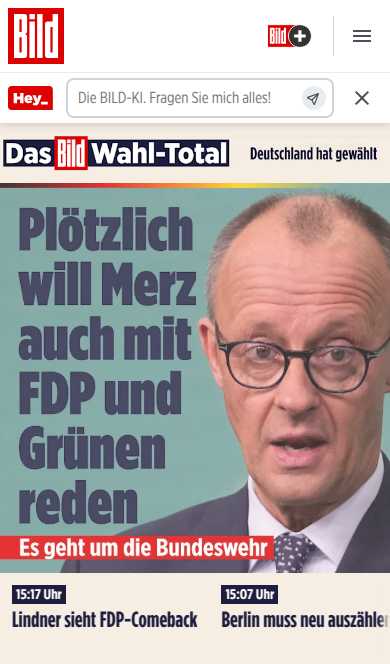 Bild
Bild
Hey_
Die BILD-KI. Fragen Sie mich alles!
Das Bild Wahl-Total
Deutschland hat gewählt
Plötzlich
will Merz
auch mit
FDP und
Grünen
reden
Es geht um die Bundeswehr
15:17 Uhr
Lindner sieht FDP-Comeback
15:07 Uhr
Berlin muss neu auszählen